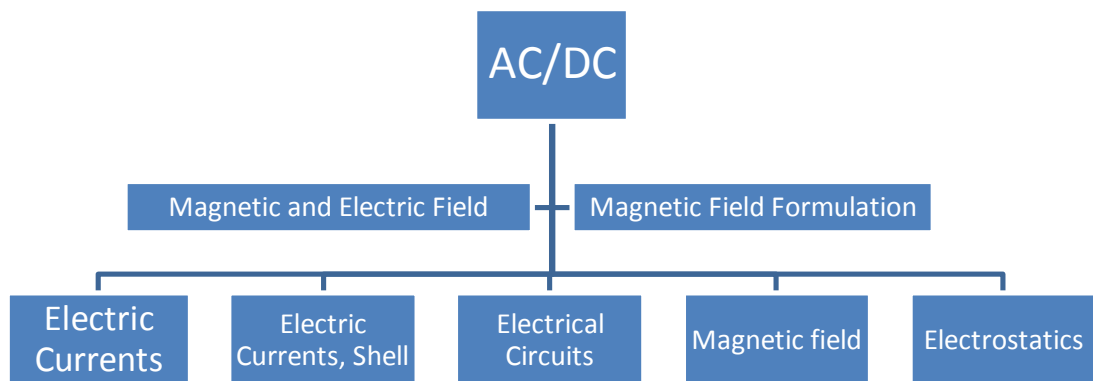 AC/DC
Magnetic and Electric Field
Magnetic Field Formulation
Electric
Currents
Electric
Currents, Shell
Electrical
Circuits
Magnetic field
Electrostatics